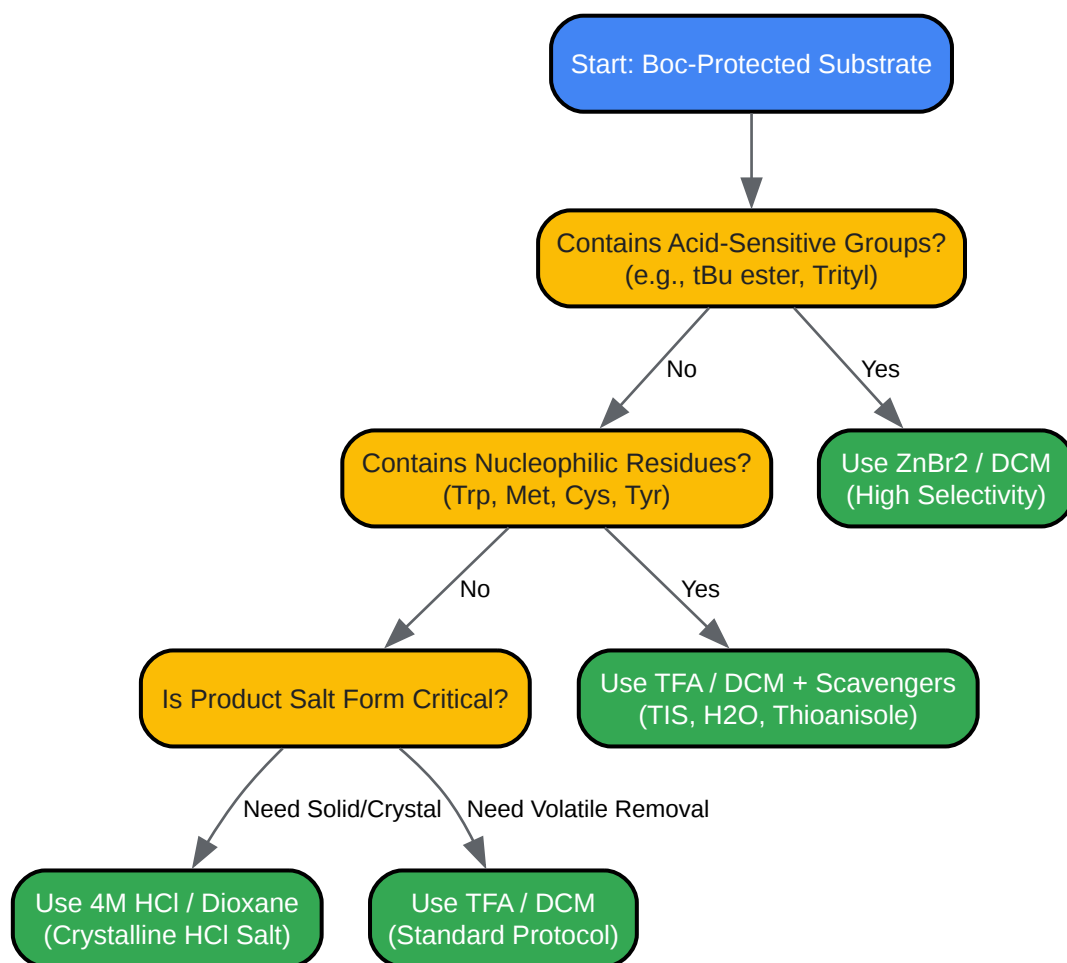 Start: Boc-Protected Substrate
Contains Acid-Sensitive Groups?
(e.g., tBu ester, Trityl)
No
Yes
Contains Nucleophilic Residues?
(Trp, Met, Cys, Tyr)
Use ZnBr2 / DCM
(High Selectivity)
No
Yes
Is Product Salt Form Critical?
Use TFA / DCM + Scavengers
(TIS, H2O, Thioanisole)
Need Solid/Crystal
Need Volatile Removal
Use 4M HCl / Dioxane
(Crystalline HCl Salt)
Use TFA / DCM
(Standard Protocol)